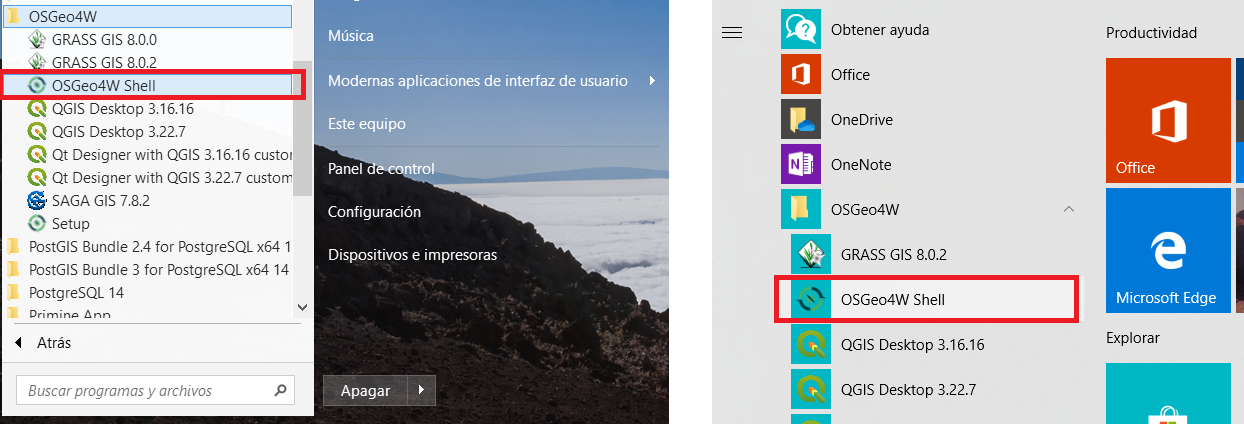 OSGeo4W
GRASS GIS 8.0.0
GRASS GIS 8.0.2
OSGeo4W Shell
QGIS Desktop 3.16.16
QGIS Desktop 3.22.7
Qt Designer with QGIS 3.16.16 custor
Qt Designer with QGIS 3.22.7 custom
SAGA GIS 7.8.2
Setup
PostGIS Bundle 2.4 for PostgreSQL x64 1
PostGIS Bundle 3 for PostgreSQL x64 14
PostgreSQL 14
Primine App
Atrás
Buscar programas y archivos
Música
Modernas aplicaciones de interfaz de usuario
Este equipo
Panel de control
Configuración
Dispositivos e impresoras
Apagar
Obtener ayuda
Office
OneDrive
OneNote
OSGeo4W
GRASS GIS 8.0.2
OSGeo4W Shell
QGIS Desktop 3.16.16
QGIS Desktop 3.22.7
Productividad
Office
Microsoft Edge
Explorar